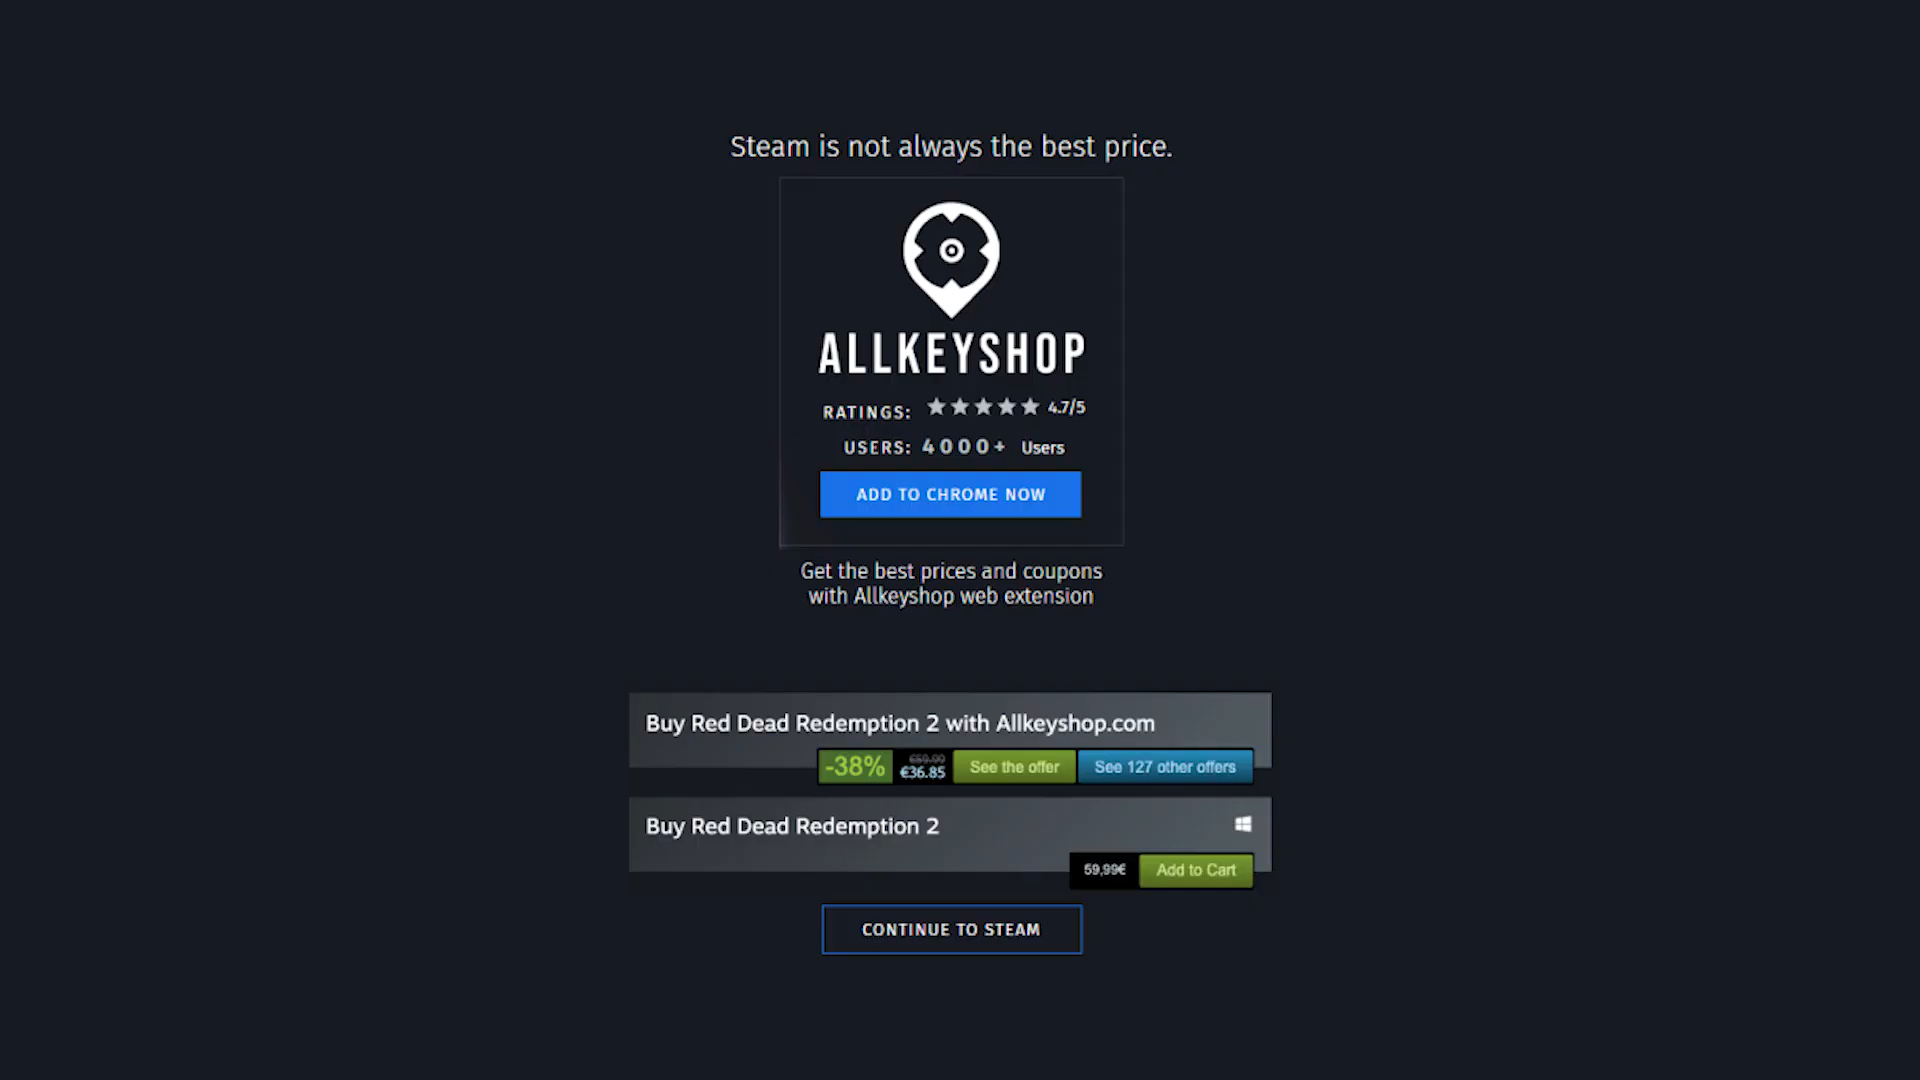 Steam is not always the best price.
ALLKEYSHOP
RATINGS: 4.7/5
USERS: 4000+ Users
ADD TO CHROME NOW
Get the best prices and coupons
with Allkeyshop web extension
Buy Red Dead Redemption 2 with Allkeyshop.com
-38% €59.99 €36.85 See the offer See 127 other offers
Buy Red Dead Redemption 2
59,99€ Add to Cart
CONTINUE TO STEAM